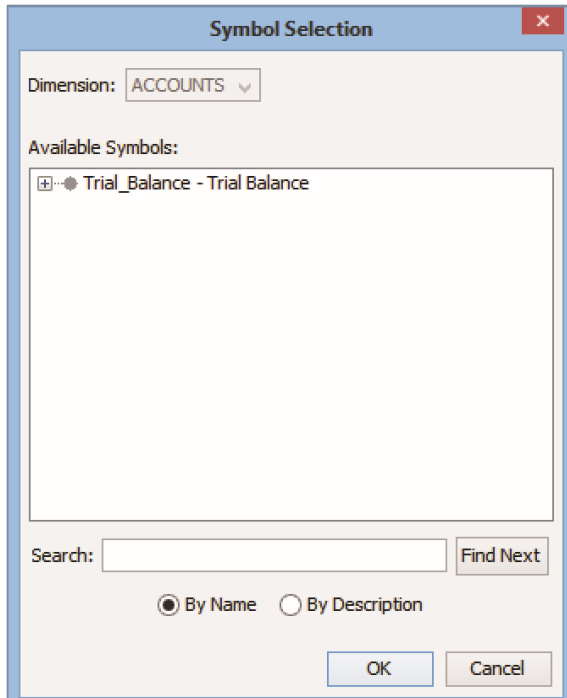 Symbol Selection
Dimension: ACCOUNTS
Available Symbols:
Trial_Balance - Trial Balance
Search: Find Next
By Name By Description
OK Cancel